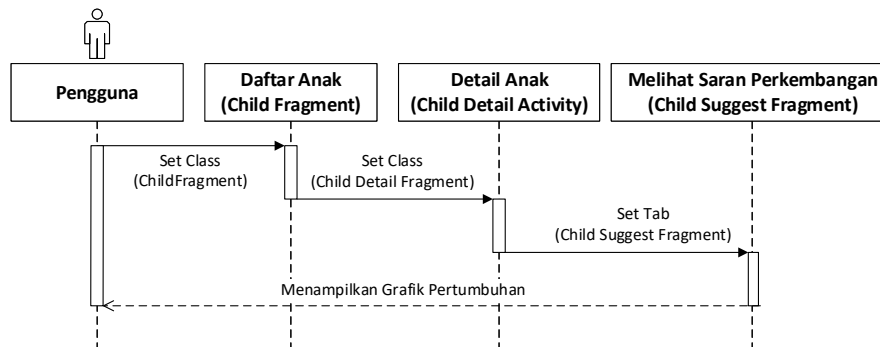 Pengguna
Daftar Anak
(Child Fragment)
Detail Anak
(Child Detail Activity)
Melihat Saran Perkembangan
(Child Suggest Fragment)
Set Class
(ChildFragment)
Set Class
(Child Detail Fragment)
Set Tab
(Child Suggest Fragment)
Menampilkan Grafik Pertumbuhan